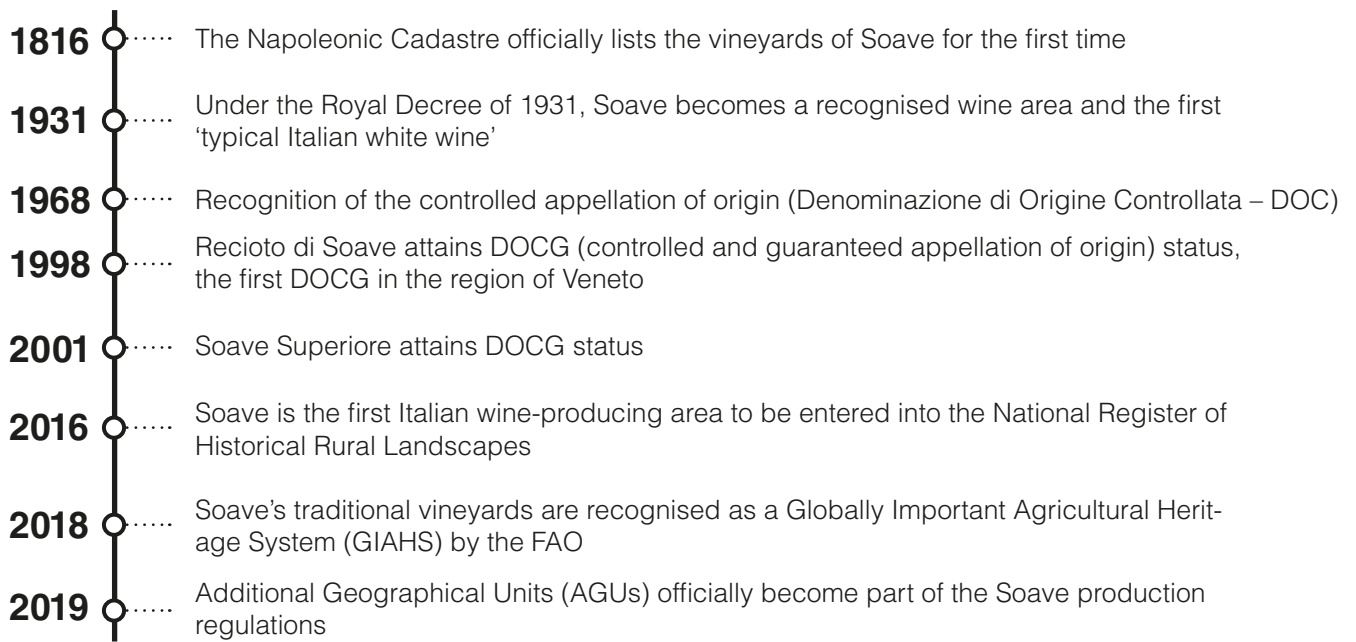 1816 The Napoleonic Cadastre officially lists the vineyards of Soave for the first time
1931 Under the Royal Decree of 1931, Soave becomes a recognised wine area and the first
‘typical Italian white wine’
1968 Recognition of the controlled appellation of origin (Denominazione di Origine Controllata – DOC)
1998 Recioto di Soave attains DOCG (controlled and guaranteed appellation of origin) status,
the first DOCG in the region of Veneto
2001 Soave Superiore attains DOCG status
2016 Soave is the first Italian wine-producing area to be entered into the National Register of
Historical Rural Landscapes
2018 Soave’s traditional vineyards are recognised as a Globally Important Agricultural Herit-
age System (GIAHS) by the FAO
2019 Additional Geographical Units (AGUs) officially become part of the Soave production
regulations